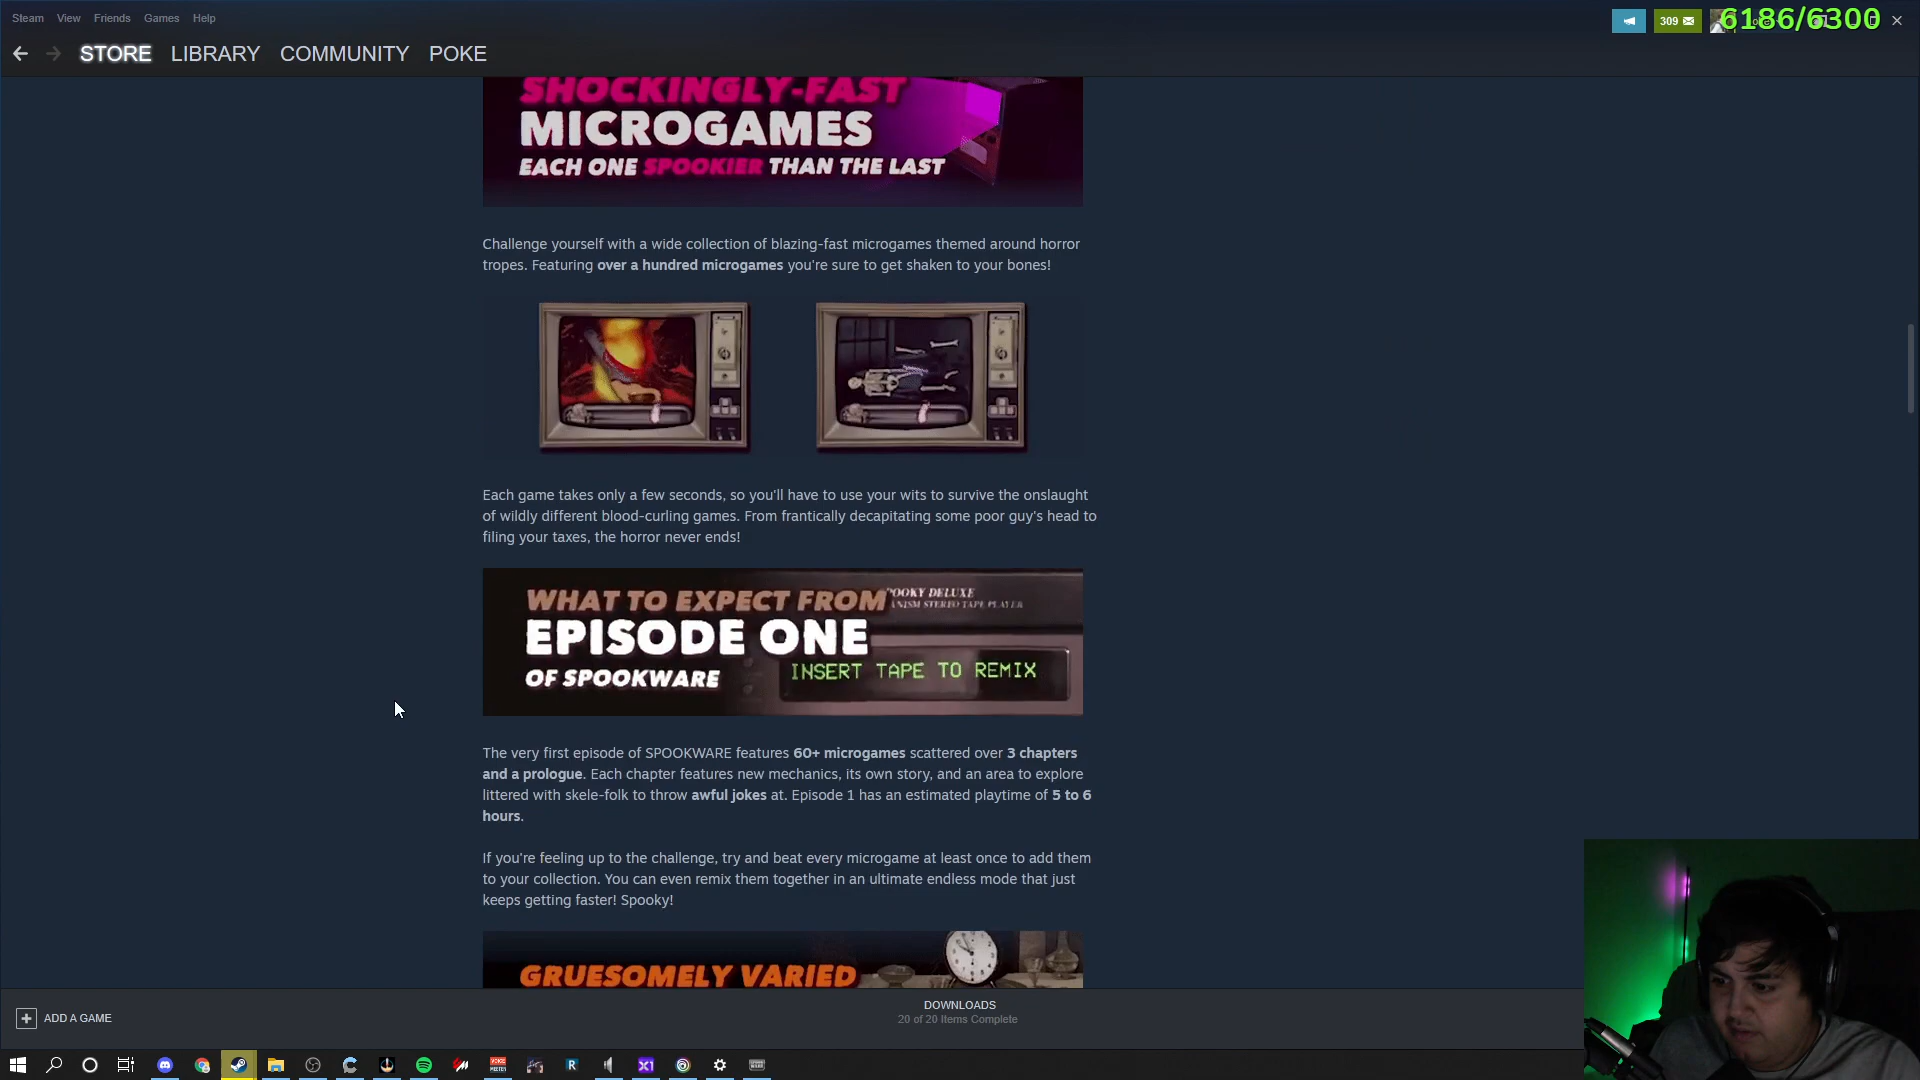 Steam View Friends Games Help
309
6186/6300
STORE LIBRARY COMMUNITY POKE
SHOCKINGLY-FAST
MICROGAMES
EACH ONE SPOOKIER THAN THE LAST
Challenge yourself with a wide collection of blazing-fast microgames themed around horror
tropes. Featuring over a hundred microgames you're sure to get shaken to your bones!
Each game takes only a few seconds, so you'll have to use your wits to survive the onslaught
of wildly different blood-curling games. From frantically decapitating some poor guy's head to
filing your taxes, the horror never ends!
WHAT TO EXPECT FROM
EPISODE ONE
OF SPOOKWARE
POOKY DELUXE
STEREO TAPE PLAYER
INSERT TAPE TO REMIX
The very first episode of SPOOKWARE features 60+ microgames scattered over 3 chapters
and a prologue. Each chapter features new mechanics, its own story, and an area to explore
littered with skele-folk to throw awful jokes at. Episode 1 has an estimated playtime of 5 to 6
hours.
If you're feeling up to the challenge, try and beat every microgame at least once to add them
to your collection. You can even remix them together in an ultimate endless mode that just
keeps getting faster! Spooky!
GRUESOMELY VARIED
ADD A GAME
DOWNLOADS
20 of 20 Items Complete